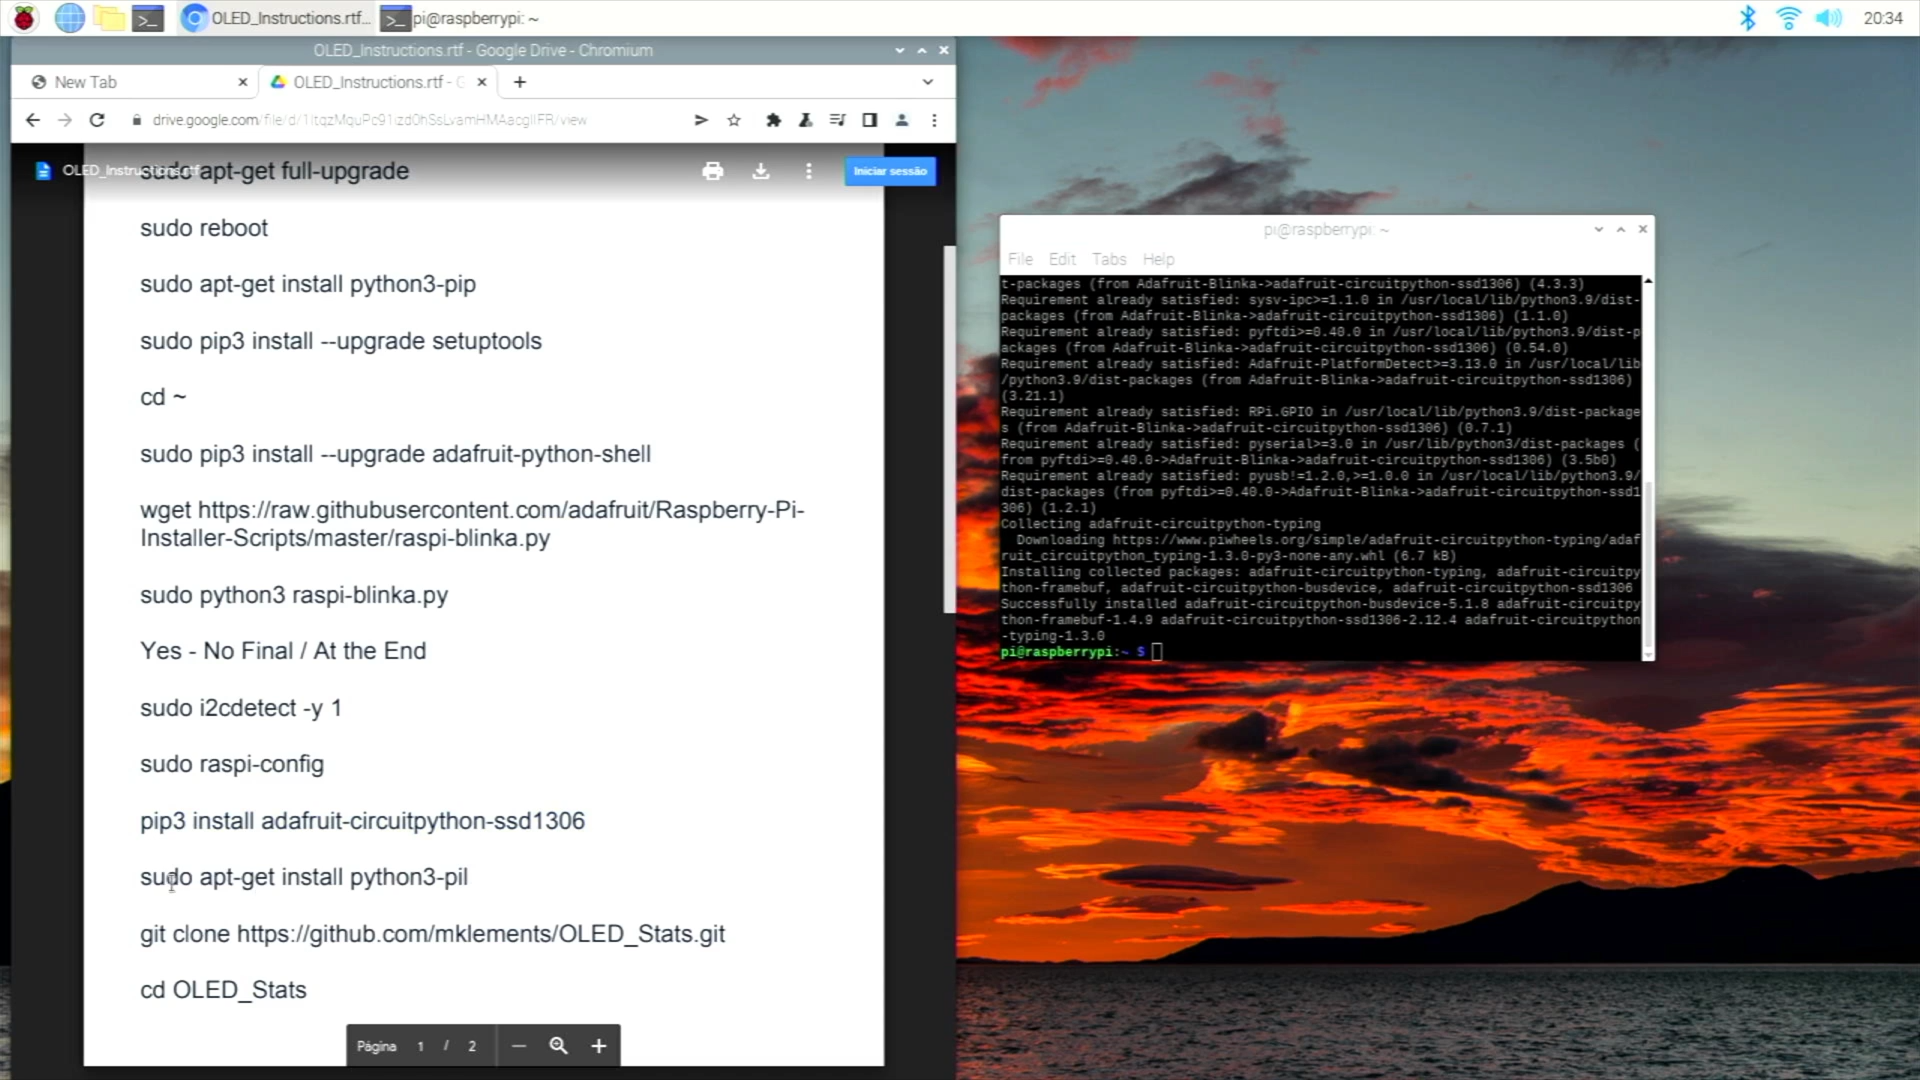 OLED_Instructions.rtf...
pi@raspberrypi: ~
20:34
OLED_Instructions.rtf - Google Drive - Chromium
New Tab
OLED_Instructions.rtf - G
drive.google.com
/view
OLED_Instructions.rtf
Iniciar sessão
sudo apt-get full-upgrade
sudo reboot
sudo apt-get install python3-pip
sudo pip3 install --upgrade setuptools
cd ~
sudo pip3 install --upgrade adafruit-python-shell
wget https://raw.githubusercontent.com/adafruit/Raspberry-Pi-
Installer-Scripts/master/raspi-blinka.py
sudo python3 raspi-blinka.py
Yes - No Final / At the End
sudo i2cdetect -y 1
sudo raspi-config
pip3 install adafruit-circuitpython-ssd1306
sudo apt-get install python3-pil
git clone https://github.com/mklements/OLED_Stats.git
cd OLED_Stats
Página 1 / 2
pi@raspberrypi: ~
File Edit Tabs Help
t-packages (from Adafruit-Blinka->adafruit-circuitpython-ssd1306) (4.3.3)
Requirement already satisfied: sysv-ipc>=1.1.0 in /usr/local/lib/python3.9/dist-
packages (from Adafruit-Blinka->adafruit-circuitpython-ssd1306) (1.1.0)
Requirement already satisfied: pyftdi>=0.40.0 in /usr/local/lib/python3.9/dist-p
ackages (from Adafruit-Blinka->adafruit-circuitpython-ssd1306) (0.54.0)
Requirement already satisfied: Adafruit-PlatformDetect>=3.13.0 in /usr/local/lib
/python3.9/dist-packages (from Adafruit-Blinka->adafruit-circuitpython-ssd1306)
(3.21.1)
Requirement already satisfied: RPi.GPIO in /usr/local/lib/python3.9/dist-package
s (from Adafruit-Blinka->adafruit-circuitpython-ssd1306) (0.7.1)
Requirement already satisfied: pyserial>=3.0 in /usr/lib/python3/dist-packages (
from pyftdi>=0.40.0->Adafruit-Blinka->adafruit-circuitpython-ssd1306) (3.5b0)
Requirement already satisfied: pyusb!=1.2.0,>=1.0.0 in /usr/local/lib/python3.9/
dist-packages (from pyftdi>=0.40.0->Adafruit-Blinka->adafruit-circuitpython-ssd1
306) (1.2.1)
Collecting adafruit-circuitpython-typing
Downloading https://www.piwheels.org/simple/adafruit-circuitpython-typing/adaf
ruit_circuitpython_typing-1.3.0-py3-none-any.whl (6.7 kB)
Installing collected packages: adafruit-circuitpython-typing, adafruit-circuitpy
thon-framebuf, adafruit-circuitpython-busdevice, adafruit-circuitpython-ssd1306
Successfully installed adafruit-circuitpython-busdevice-5.1.8 adafruit-circuitpy
thon-framebuf-1.4.9 adafruit-circuitpython-ssd1306-2.12.4 adafruit-circuitpython
-typing-1.3.0
pi@raspberrypi:~ $